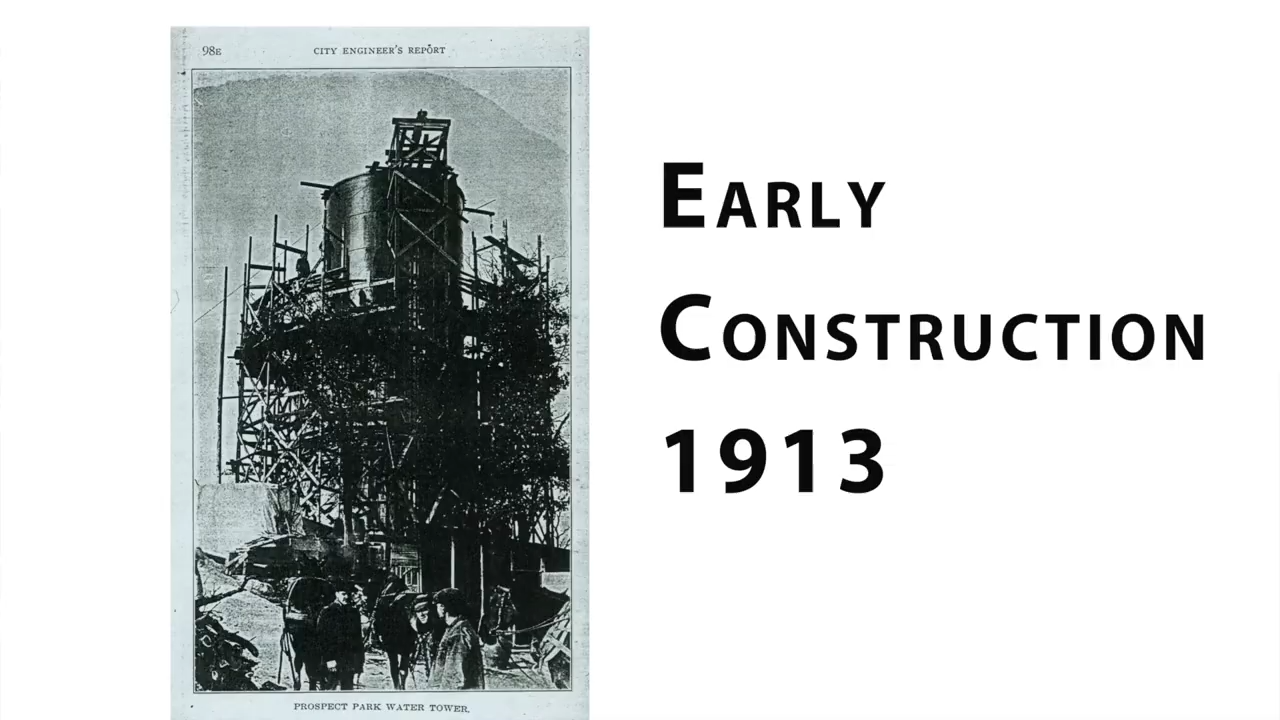 98E
CITY ENGINEER'S REPORT
PROSPECT PARK WATER TOWER.
EARLY
CONSTRUCTION
1913